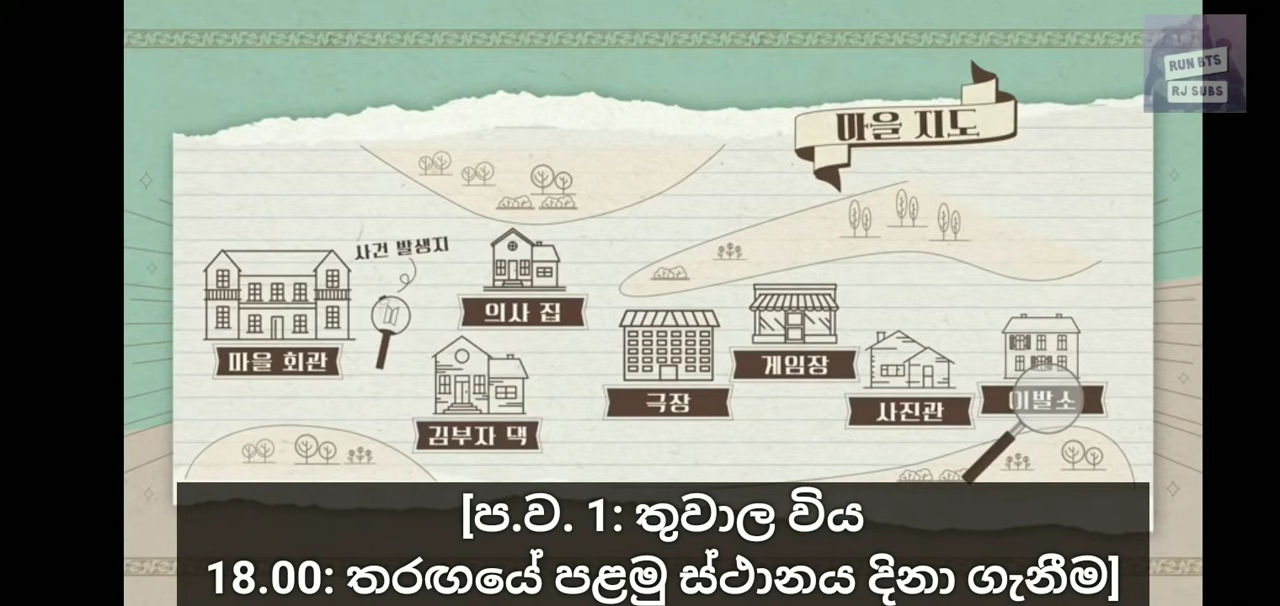 RUN BTS
RJ SUBS
마을 지도
사건 발생지
의사 집
마을 회관
게임장
극장
사진관
이발소
김부자 댁
[ප.ව. 1: තුවාල විය
18.00: තරඟයේ පළමු ස්ථානය දිනා ගැනීම]